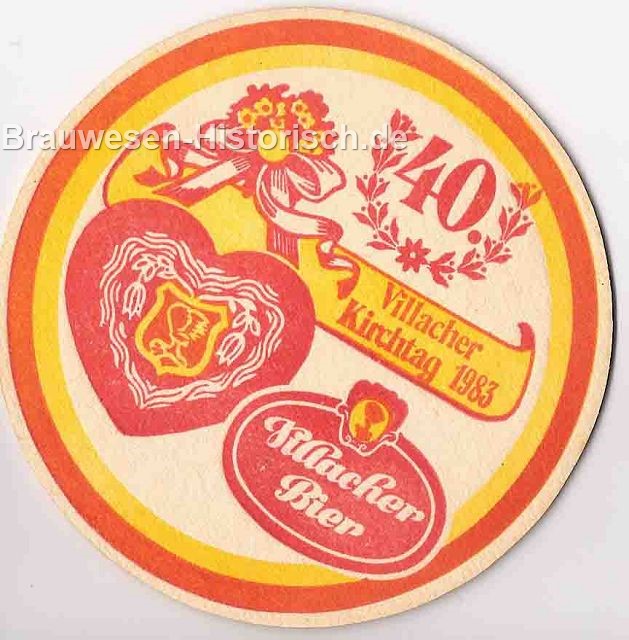 Brauwesen-Historisch.de
40.
Villacher
Kirchtag 1983
Villacher
Bier